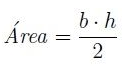 Área = b · h / 2